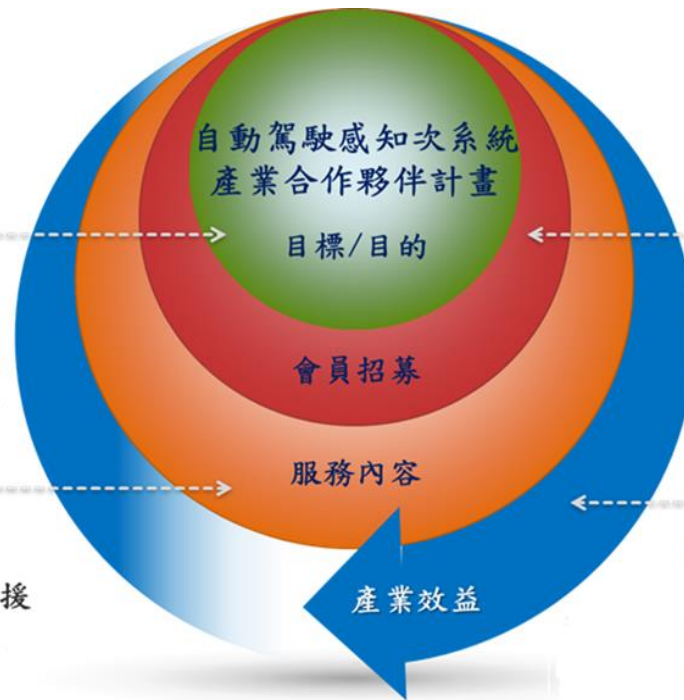 自動駕駛感知次系統
產業合作夥伴計畫
目標/目的
會員招募
服務內容
援
產業效益